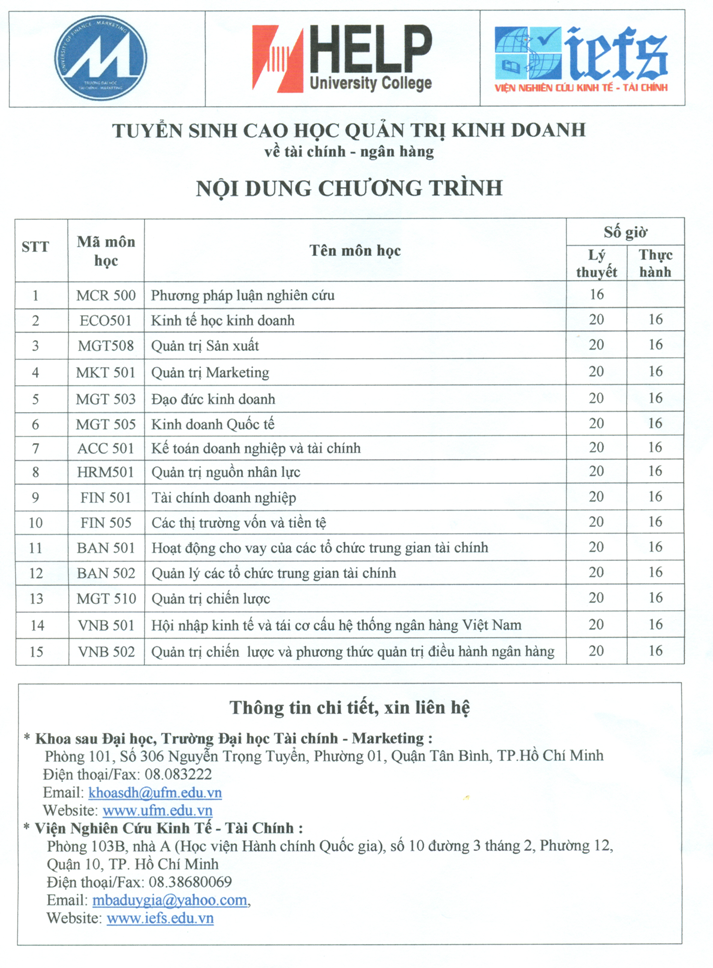 UNIVERSITY OF FINANCE - MARKETING
TRƯỜNG ĐẠI HỌC
TÀI CHÍNH - MARKETING
HELP
University College
iefs
VIỆN NGHIÊN CỨU KINH TẾ - TÀI CHÍNH
TUYỂN SINH CAO HỌC QUẢN TRỊ KINH DOANH
về tài chính - ngân hàng
NỘI DUNG CHƯƠNG TRÌNH
STT Mã môn học Tên môn học Số giờ
Lý thuyết Thực hành
1 MCR 500 Phương pháp luận nghiên cứu 16
2 ECO501 Kinh tế học kinh doanh 20 16
3 MGT508 Quản trị Sản xuất 20 16
4 MKT 501 Quản trị Marketing 20 16
5 MGT 503 Đạo đức kinh doanh 20 16
6 MGT 505 Kinh doanh Quốc tế 20 16
7 ACC 501 Kế toán doanh nghiệp và tài chính 20 16
8 HRM501 Quản trị nguồn nhân lực 20 16
9 FIN 501 Tài chính doanh nghiệp 20 16
10 FIN 505 Các thị trường vốn và tiền tệ 20 16
11 BAN 501 Hoạt động cho vay của các tổ chức trung gian tài chính 20 16
12 BAN 502 Quản lý các tổ chức trung gian tài chính 20 16
13 MGT 510 Quản trị chiến lược 20 16
14 VNB 501 Hội nhập kinh tế và tái cơ cấu hệ thống ngân hàng Việt Nam 20 16
15 VNB 502 Quản trị chiến lược và phương thức quản trị điều hành ngân hàng 20 16
Thông tin chi tiết, xin liên hệ
* Khoa sau Đại học, Trường Đại học Tài chính - Marketing :
Phòng 101, Số 306 Nguyễn Trọng Tuyển, Phường 01, Quận Tân Bình, TP.Hồ Chí Minh
Điện thoại/Fax: 08.083222
Email: khoasdh@ufm.edu.vn
Website: www.ufm.edu.vn
* Viện Nghiên Cứu Kinh Tế - Tài Chính :
Phòng 103B, nhà A (Học viện Hành chính Quốc gia), số 10 đường 3 tháng 2, Phường 12,
Quận 10, TP. Hồ Chí Minh
Điện thoại/Fax: 08.38680069
Email: mbaduygia@yahoo.com,
Website: www.iefs.edu.vn